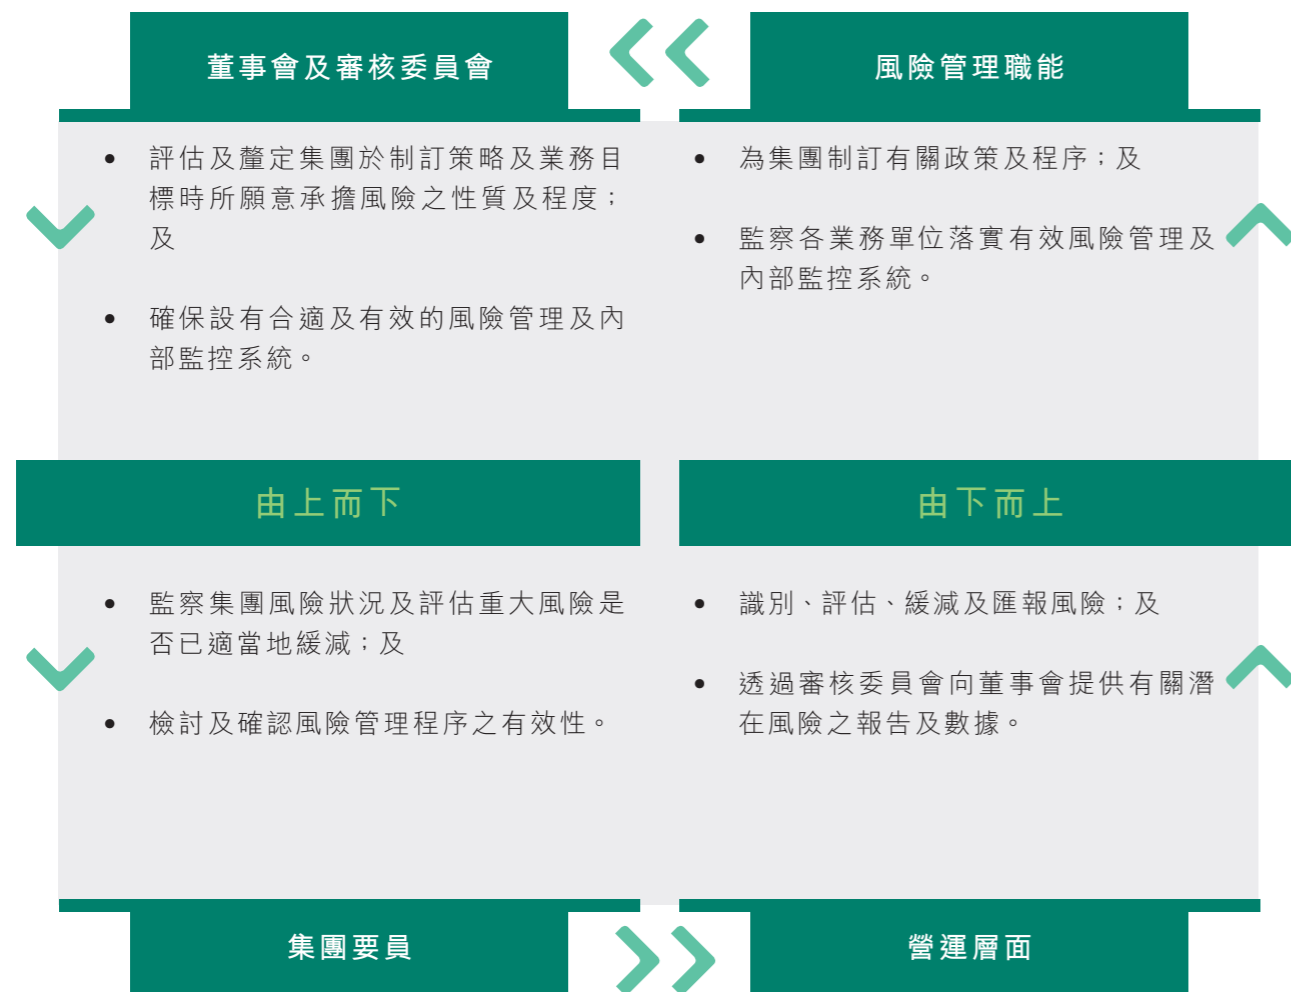 董事會及審核委員會
風險管理職能
• 評估及釐定集團於制訂策略及業務目
標時所願意承擔風險之性質及程度；
及
• 確保設有合適及有效的風險管理及內
部監控系統。
• 為集團制訂有關政策及程序；及
• 監察各業務單位落實有效風險管理及
內部監控系統。
由上而下
由下而上
• 監察集團風險狀況及評估重大風險是
否已適當地緩減；及
• 檢討及確認風險管理程序之有效性。
• 識別、評估、緩減及匯報風險；及
• 透過審核委員會向董事會提供有關潛
在風險之報告及數據。
集團要員
營運層面